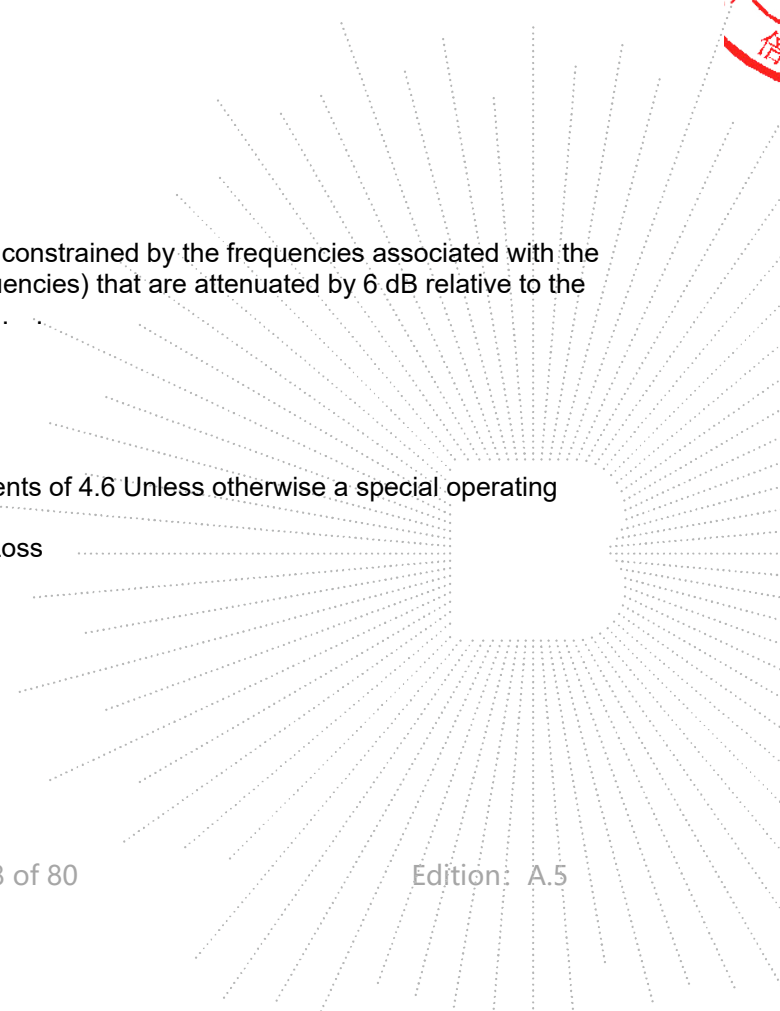 constrained by the frequencies associated with the
uencies) that are attenuated by 6 dB relative to the
. .
ents of 4.6 Unless otherwise a special operating
oss
of 80 Edition: A.5